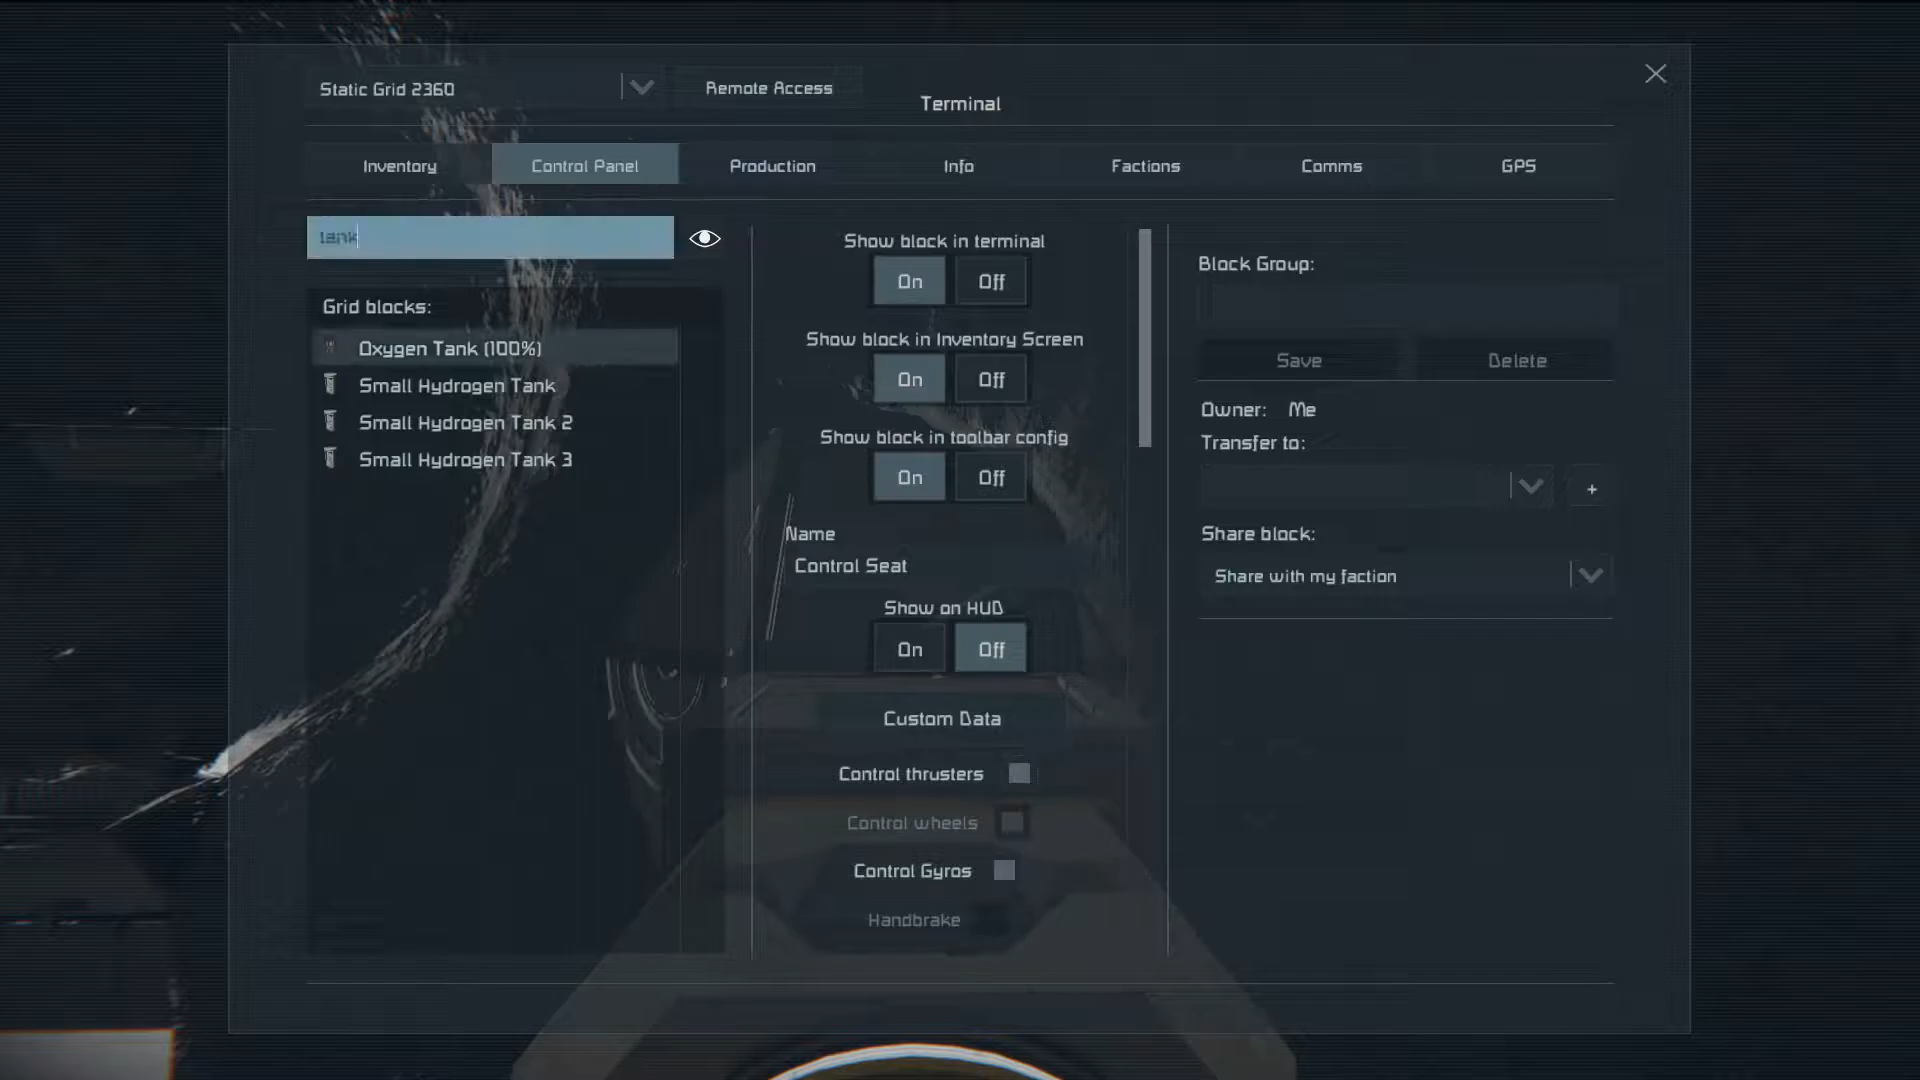 Static Grid 2360
Remote Access
Terminal
Inventory
Control Panel
Production
Info
Factions
Comms
GPS
tank
Grid blocks:
Oxygen Tank (100%)
Small Hydrogen Tank
Small Hydrogen Tank 2
Small Hydrogen Tank 3
Show block in terminal
On
Off
Show block in Inventory Screen
On
Off
Show block in toolbar config
On
Off
Name
Control Seat
Show on HUD
On
Off
Custom Data
Control thrusters
Control wheels
Control Gyros
Handbrake
Block Group:
Save
Delete
Owner: Me
Transfer to:
+
Share block:
Share with my faction